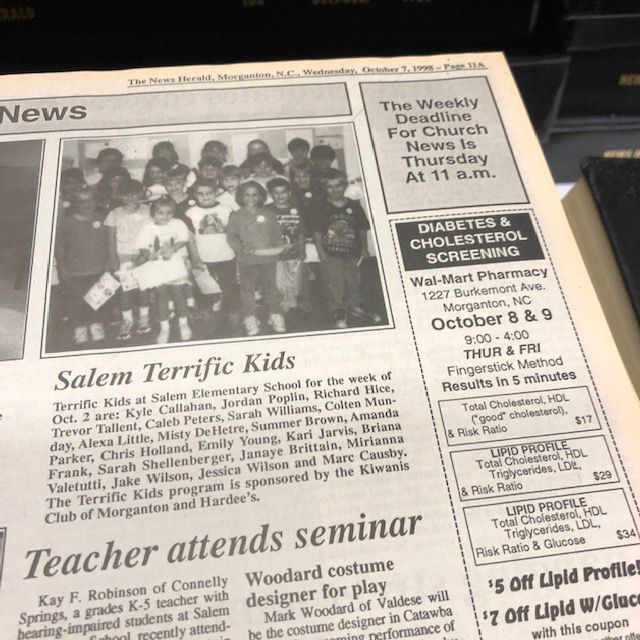 The News Herald, Morganton, N.C., Wednesday, October 7, 1998 – Page 11A
News
The Weekly
Deadline
For Church
News Is
Thursday
At 11 a.m.
Salem Terrific Kids
Terrific Kids at Salem Elementary School for the week of
Oct. 2 are: Kyle Callahan, Jordan Poplin, Richard Hice,
Trevor Tallent, Caleb Peters, Sarah Williams, Colten Mun-
day, Alexa Little, Misty DeHetre, Summer Brown, Amanda
Parker, Chris Holland, Emily Young, Kari Jarvis, Briana
Frank, Sarah Shellenberger, Janaye Brittain, Mirianna
Valetutti, Jake Wilson, Jessica Wilson and Marc Causby.
The Terrific Kids program is sponsored by the Kiwanis
Club of Morganton and Hardee's.
Teacher attends seminar
Kay F. Robinson of Connelly
Springs, a grades K-5 teacher with
hearing-impaired students at Salem
School, recently attend-
Woodard costume
designer for play
Mark Woodard of Valdese will
be the costume designer in Catawba
performance of
DIABETES &
CHOLESTEROL
SCREENING
Wal-Mart Pharmacy
1227 Burkemont Ave.
Morganton, NC
October 8 & 9
9:00 - 4:00
THUR & FRI
Fingerstick Method
Results in 5 minutes
Total Cholesterol, HDL
("good" cholesterol),
& Risk Ratio $17
LIPID PROFILE
Total Cholesterol, HDL
Triglycerides, LDL,
& Risk Ratio $29
LIPID PROFILE
Total Cholesterol, HDL
Triglycerides, LDL,
Risk Ratio & Glucose $34
$5 Off Lipid Profile!
$7 Off Lipid W/Gluc
with this coupon